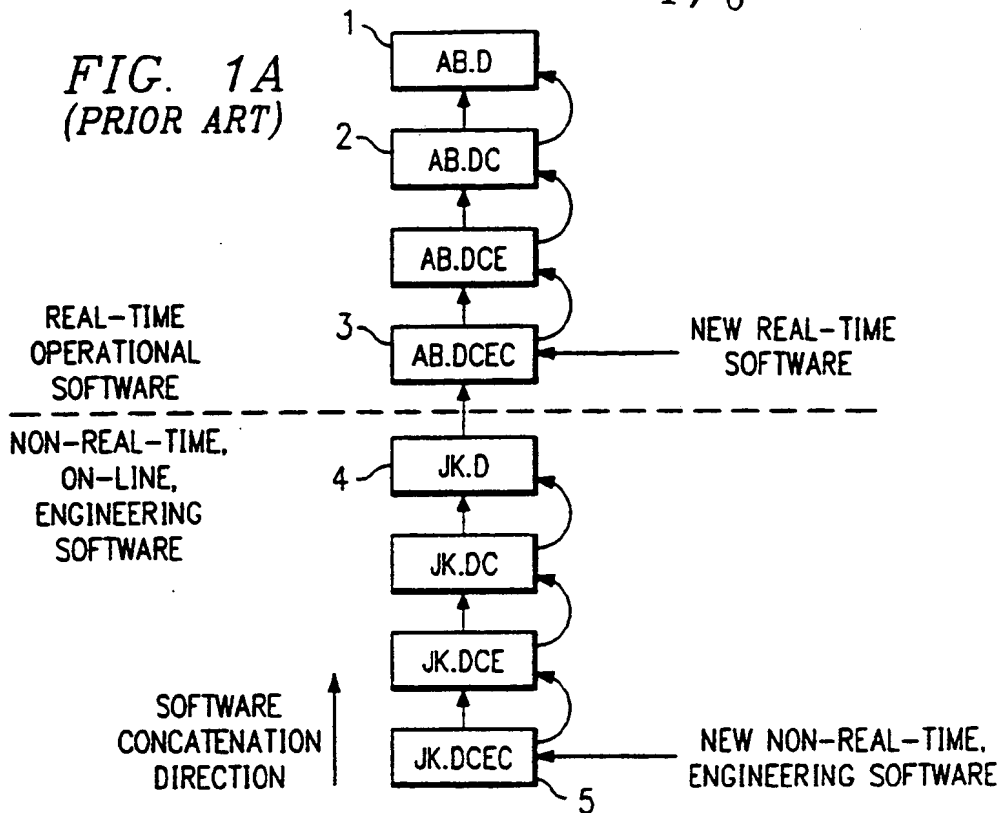 1/6
FIG. 1A
(PRIOR ART)
1
AB.D
2
AB.DC
AB.DCE
REAL-TIME
OPERATIONAL
SOFTWARE
3
AB.DCEC
NEW REAL-TIME
SOFTWARE
NON-REAL-TIME,
ON-LINE,
ENGINEERING
SOFTWARE
4
JK.D
JK.DC
JK.DCE
SOFTWARE
CONCATENATION
DIRECTION
JK.DCEC
5
NEW NON-REAL-TIME,
ENGINEERING SOFTWARE